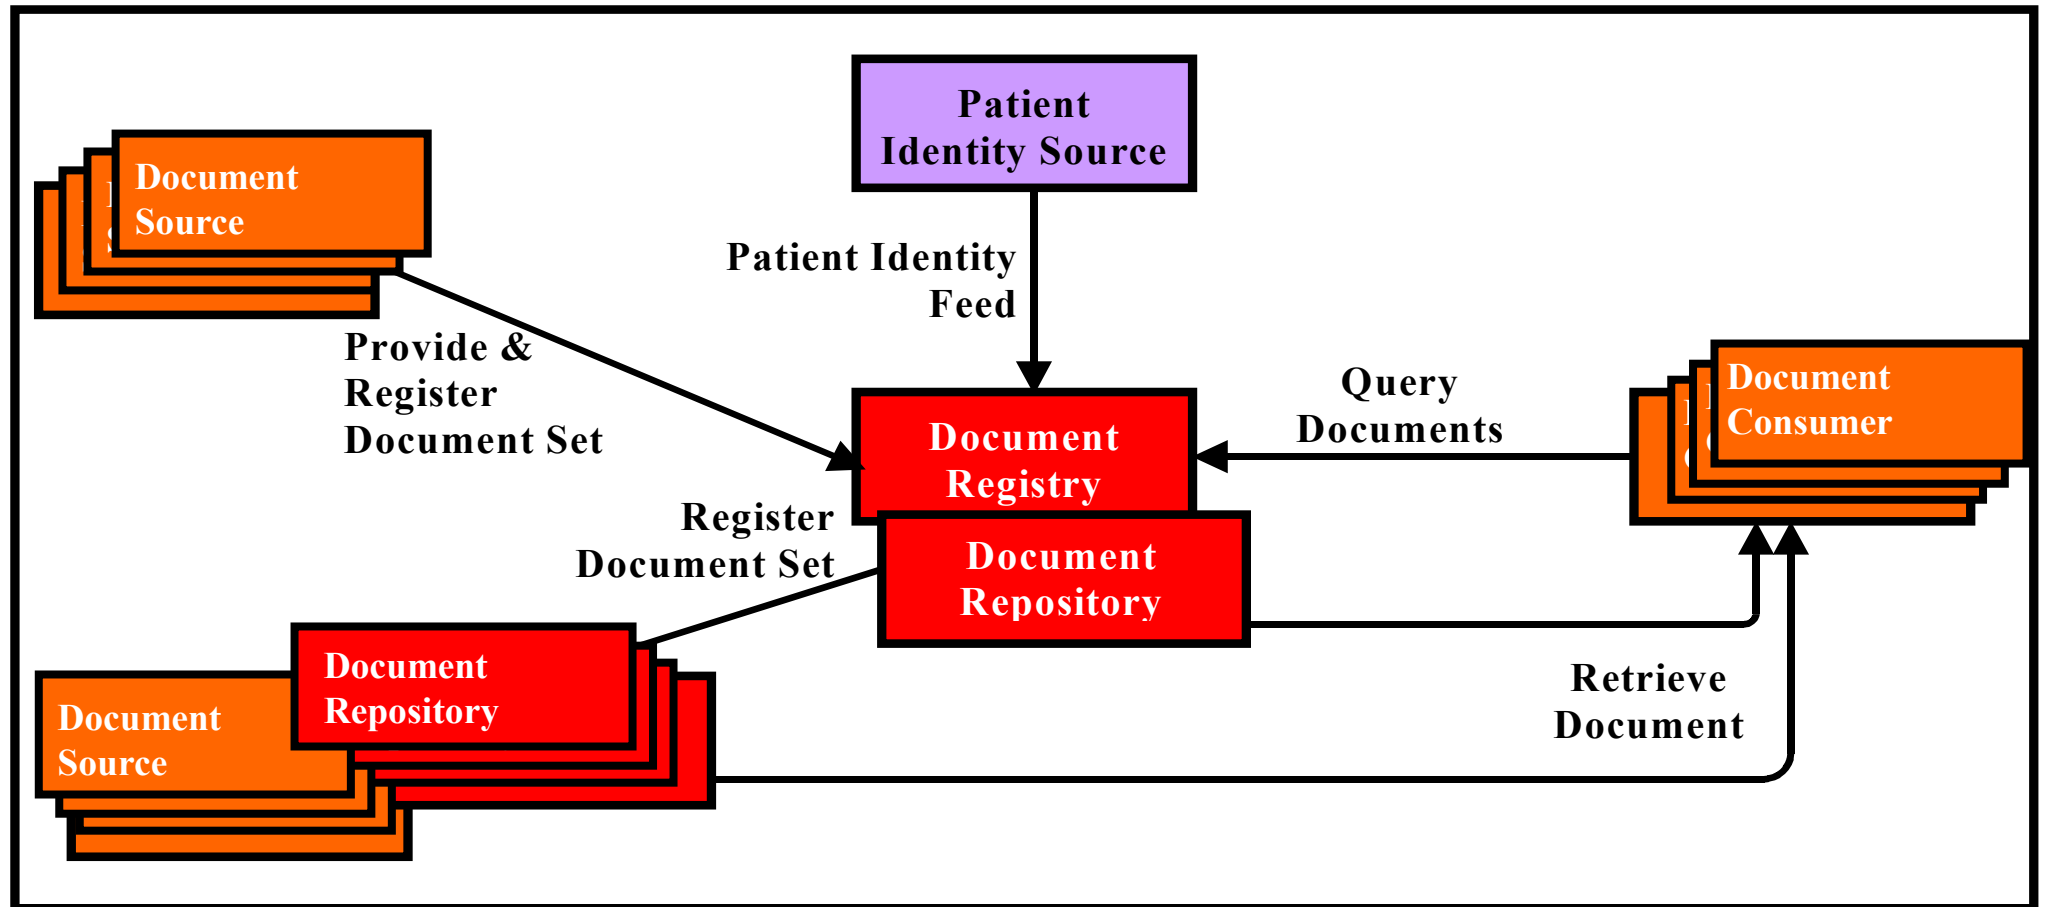 Patient
Identity Source
Document
Source
Patient Identity
Feed
Provide &
Register
Document Set
Query
Documents
Document
Consumer
Document
Registry
Register
Document Set
Document
Repository
Document
Repository
Document
Source
Retrieve
Document